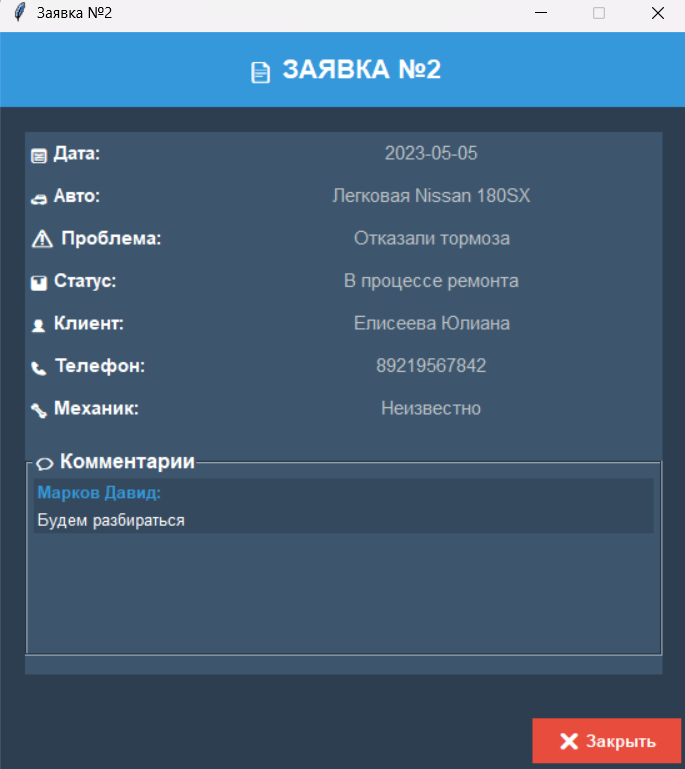 Заявка №2
ЗАЯВКА №2
Дата: 2023-05-05
Авто: Легковая Nissan 180SX
Проблема: Отказали тормоза
Статус: В процессе ремонта
Клиент: Елисеева Юлиана
Телефон: 89219567842
Механик: Неизвестно
Комментарии
Марков Давид:
Будем разбираться
Закрыть